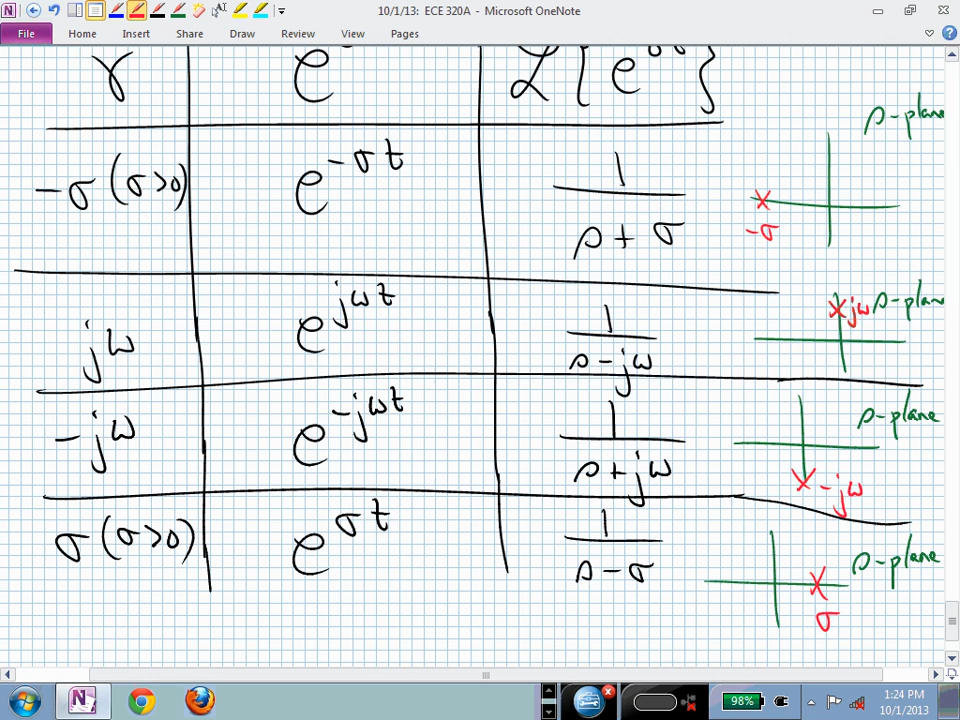 10/1/13: ECE 320A - Microsoft OneNote
File Home Insert Share Draw Review View Pages
γ e ℒ{e }
s-plane
-σ (σ>0) e^{-σt} 1/(s+σ)
× -σ
jω e^{jωt} 1/(s-jω)
× jω s-plane
-jω e^{-jωt} 1/(s+jω)
s-plane
× -jω
σ (σ>0) e^{σt} 1/(s-σ)
s-plane
× σ
98%
1:24 PM
10/1/2013